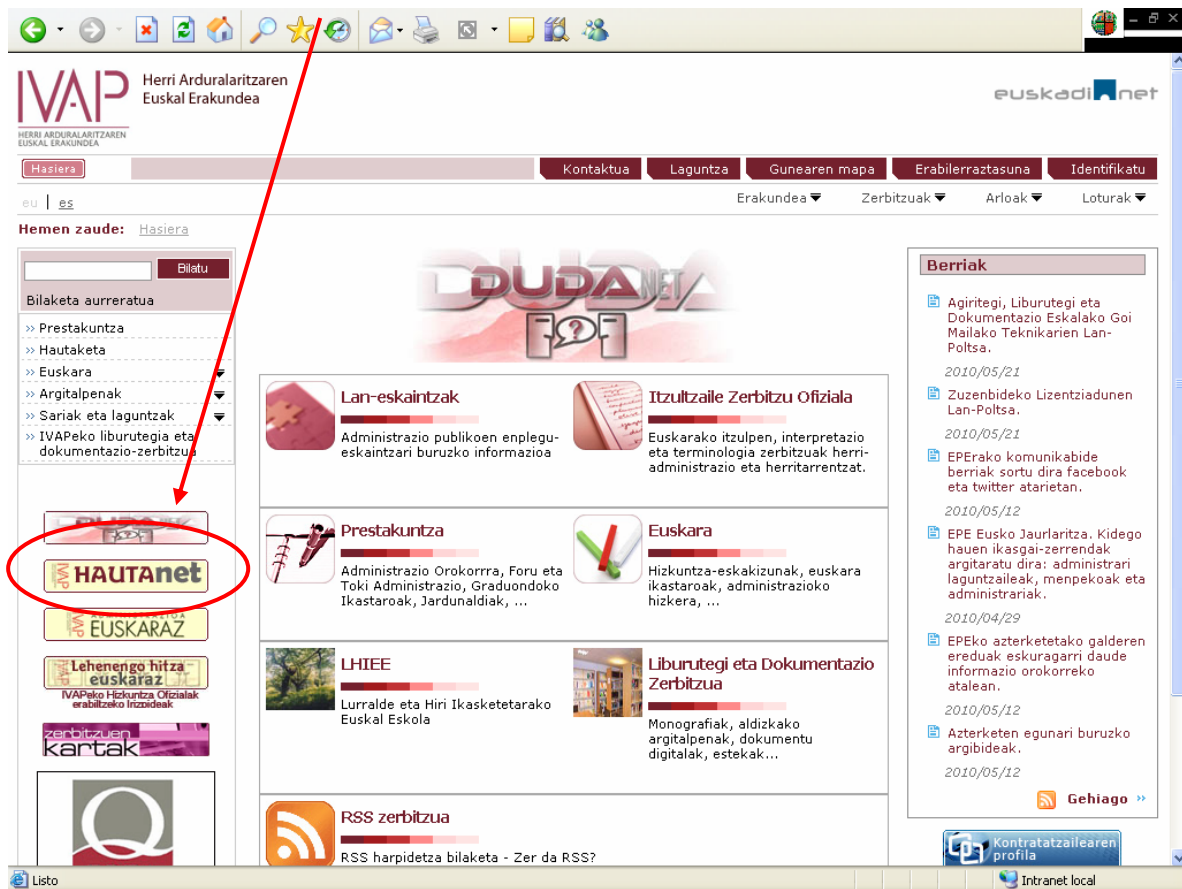 IVAP
Herri Arduralaritzaren
Euskal Erakundea
HERRI ARDURALARITZAREN
EUSKAL ERAKUNDEA
euskadi.net
Hasiera
Kontaktua
Laguntza
Gunearen mapa
Erabilerraztasuna
Identifikatu
eu | es
Erakundea
Zerbitzuak
Arloak
Loturak
Hemen zaude: Hasiera
Bilatu
Bilaketa aurreratua
» Prestakuntza
» Hautaketa
» Euskara
» Argitalpenak
» Sariak eta laguntzak
» IVAPeko liburutegia eta
dokumentazio-zerbitzua
IVAP HAUTAnet
IVAP
EUSKARAZ
Lehenengo hitza
euskaraz
IVAPeko Hizkuntza Ofizialak
erabiltzeko Irizpideak
zerbitzuen
kartak
Q
DUDANET
?
Lan-eskaintzak
Administrazio publikoen enplegu-
eskaintzari buruzko informazioa
Itzultzaile Zerbitzu Ofiziala
Euskarako itzulpen, interpretazio
eta terminologia zerbitzuak herri-
administrazio eta herritarrentzat.
Prestakuntza
Administrazio Orokorrra, Foru eta
Toki Administrazio, Graduondoko
Ikastaroak, Jardunaldiak, ...
Euskara
Hizkuntza-eskakizunak, euskara
ikastaroak, administrazioko
hizkera, ...
LHIEE
Lurralde eta Hiri Ikasketetarako
Euskal Eskola
Liburutegi eta Dokumentazio
Zerbitzua
Monografiak, aldizkako
argitalpenak, dokumentu
digitalak, estekak...
RSS zerbitzua
RSS harpidetza bilaketa - Zer da RSS?
Berriak
Agiritegi, Liburutegi eta
Dokumentazio Eskalako Goi
Mailako Teknikarien Lan-
Poltsa.
2010/05/21
Zuzenbideko Lizentziadunen
Lan-Poltsa.
2010/05/21
EPErako komunikabide
berriak sortu dira facebook
eta twitter atarietan.
2010/05/12
EPE Eusko Jaurlaritza. Kidego
hauen ikasgai-zerrendak
argitaratu dira: administrari
laguntzaileak, menpekoak eta
administrariak.
2010/04/29
EPEko azterketetako galderen
ereduak eskuragarri daude
informazio orokorreko
atalean.
2010/05/12
Azterketen egunari buruzko
argibideak.
2010/05/12
Gehiago »
Kontratatzailearen
profila
Listo
Intranet local